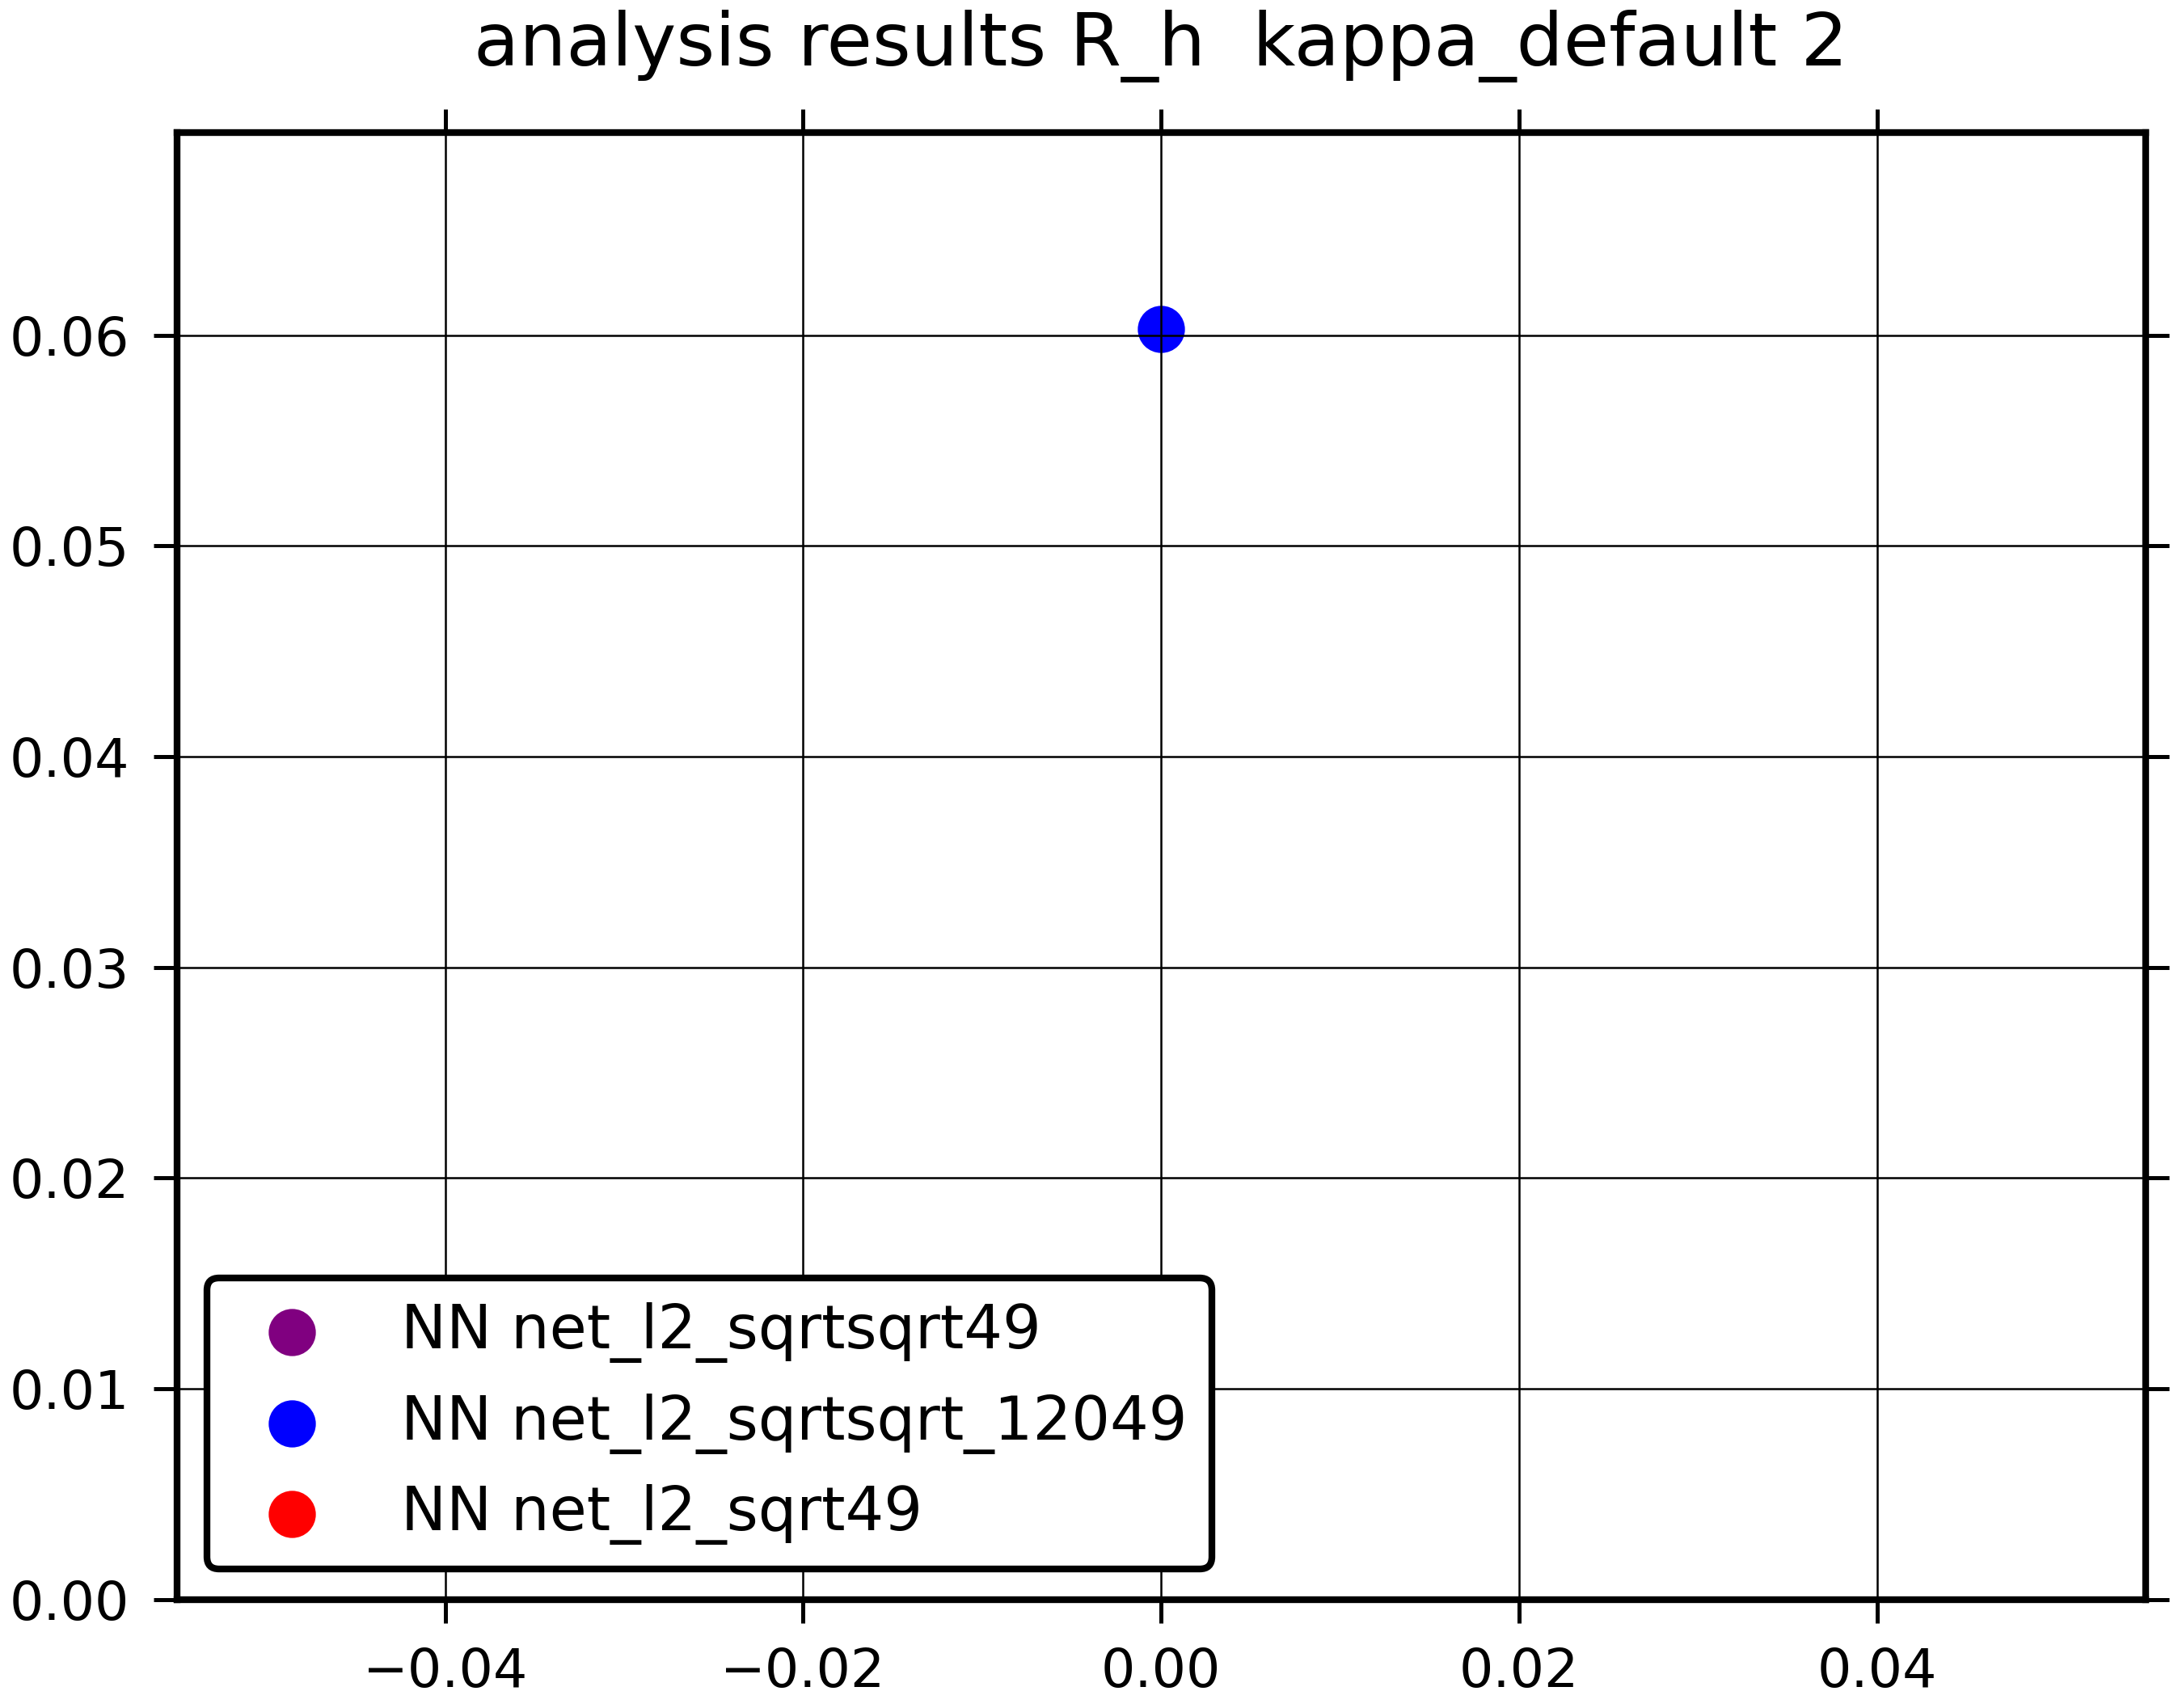 analysis results R_h  kappa_default 2
0.06
0.05
0.04
0.03
0.02
0.01
0.00
NN net_l2_sqrtsqrt49
NN net_l2_sqrtsqrt_12049
NN net_l2_sqrt49
−0.04 −0.02 0.00 0.02 0.04